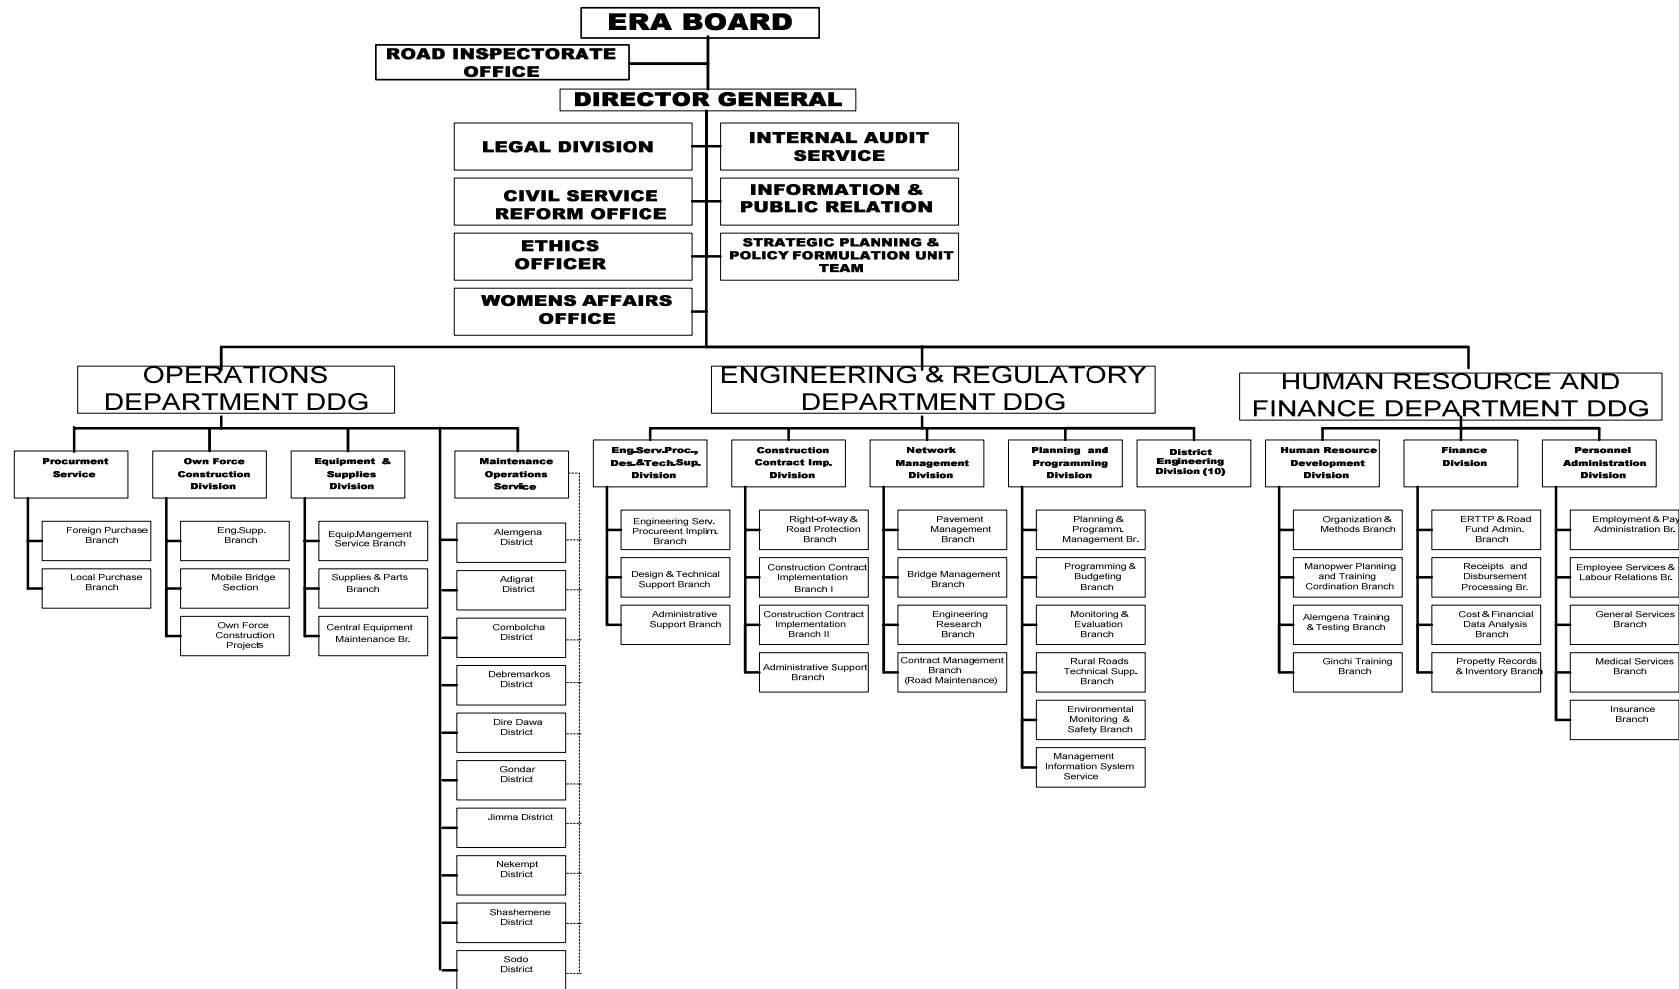 ERA BOARD
ROAD INSPECTORATE
OFFICE
DIRECTOR GENERAL
LEGAL DIVISION
INTERNAL AUDIT
SERVICE
CIVIL SERVICE
REFORM OFFICE
INFORMATION &
PUBLIC RELATION
ETHICS
OFFICER
STRATEGIC PLANNING &
POLICY FORMULATION UNIT
TEAM
WOMENS AFFAIRS
OFFICE
OPERATIONS
DEPARTMENT DDG
ENGINEERING & REGULATORY
DEPARTMENT DDG
HUMAN RESOURCE AND
FINANCE DEPARTMENT DDG
Procurment
Service
Foreign Purchase
Branch
Local Purchase
Branch
Own Force
Construction
Division
Eng.Supp.
Branch
Mobile Bridge
Section
Own Force
Construction
Projects
Equipment &
Supplies
Division
Equip.Mangement
Service Branch
Supplies & Parts
Branch
Central Equipment
Maintenance Br.
Maintenance
Operations
Service
Alemgena
District
Adigrat
District
Combolcha
District
Debremarkos
District
Dire Dawa
District
Gondar
District
Jimma District
Nekempt
District
Shashemene
District
Sodo
District
Eng.Serv.Proc.,
Des.&Tech.Sup.
Division
Engineering Serv.
Procureent Implim.
Branch
Design & Technical
Support Branch
Administrative
Support Branch
Construction
Contract Imp.
Division
Right-of-way &
Road Protection
Branch
Construction Contract
Implementation
Branch I
Construction Contract
Implementation
Branch II
Administrative Support
Branch
Network
Management
Division
Pavement
Management
Branch
Bridge Management
Branch
Engineering
Research
Branch
Contract Management
Branch
(Road Maintenance)
Planning and
Programming
Division
Planning &
Programm.
Management Br.
Programming &
Budgeting
Branch
Monitoring &
Evaluation
Branch
Rural Roads
Technical Supp.
Branch
Environmental
Monitoring &
Safety Branch
Management
Information System
Service
District
Engineering
Division (10)
Human Resource
Development
Division
Organization &
Methods Branch
Manopwer Planning
and Training
Cordination Branch
Alemgena Training
& Testing Branch
Ginchi Training
Branch
Finance
Division
ERTTP & Road
Fund Admin.
Branch
Receipts and
Disbursement
Processing Br.
Cost & Financial
Data Analysis
Branch
Propetty Records
& Inventory Branch
Personnel
Administration
Division
Employment & Pay
Administration Br.
Employee Services &
Labour Relations Br.
General Services
Branch
Medical Services
Branch
Insurance
Branch